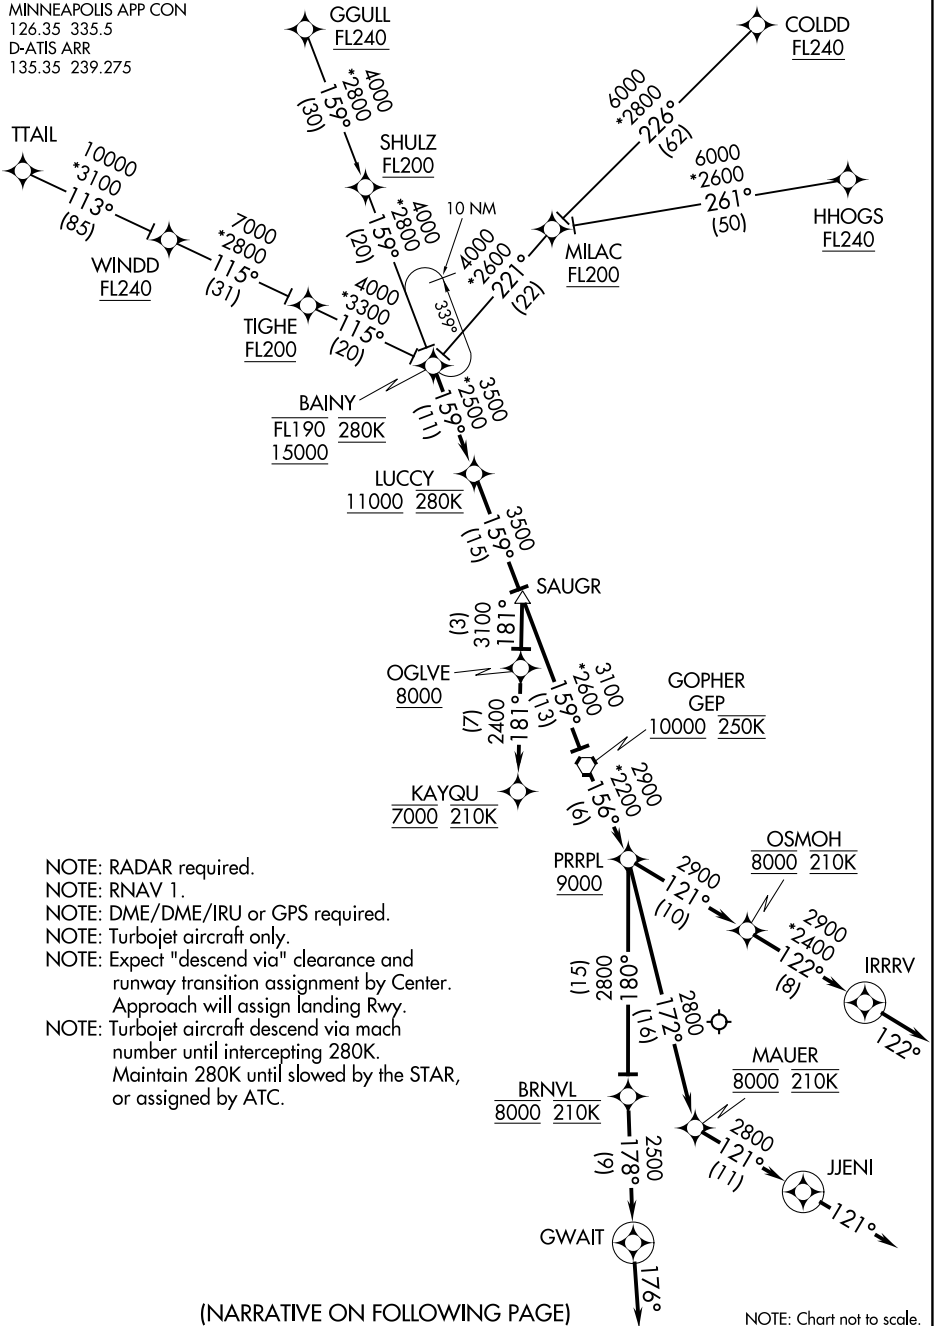 MINNEAPOLIS APP CON
126.35 335.5
D-ATIS ARR
135.35 239.275
GGULL
FL240
COLDD
FL240
4000
*2800
159°
(30)
6000
*2800
226°
(62)
TTAIL
10000
*3100
113°
(85)
SHULZ
FL200
6000
*2600
261°
(50)
HHOGS
FL240
WINDD
FL240
7000
*2800
115°
(31)
4000
*2800
159°
(20)
10 NM
4000
*2600
221°
(22)
MILAC
FL200
339°
TIGHE
FL200
4000
*3300
115°
(20)
BAINY
FL190 280K
15000
3500
*2500
159°
(11)
LUCCY
11000 280K
3500
159°
(15)
SAUGR
181°
3100
(3)
OGLVE
8000
3100
*2600
159°
(13)
GOPHER
GEP
10000 250K
181°
2400
(7)
KAYQU
7000 210K
2900
*2200
156°
(6)
PRRPL
9000
2900
121°
(10)
OSMOH
8000 210K
2900
*2400
122°
(8)
IRRRV
122°
180°
2800
(15)
2800
172°
(16)
MAUER
8000 210K
BRNVL
8000 210K
2800
121°
(11)
JJENI
121°
2500
178°
(9)
GWAIT
176°
NOTE: RADAR required.
NOTE: RNAV 1.
NOTE: DME/DME/IRU or GPS required.
NOTE: Turbojet aircraft only.
NOTE: Expect "descend via" clearance and
runway transition assignment by Center.
Approach will assign landing Rwy.
NOTE: Turbojet aircraft descend via mach
number until intercepting 280K.
Maintain 280K until slowed by the STAR,
or assigned by ATC.
(NARRATIVE ON FOLLOWING PAGE)
NOTE: Chart not to scale.